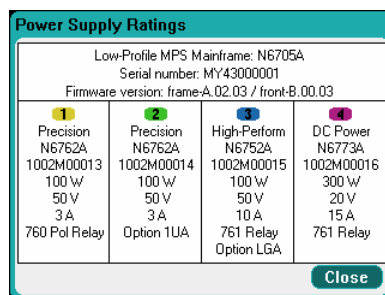 Power Supply Ratings
Low-Profile MPS Mainframe: N6705A
Serial number: MY43000001
Firmware version: frame-A.02.03 / front-B.00.03
1
Precision
N6762A
1002M00013
100 W
50 V
3 A
760 Pol Relay
2
Precision
N6762A
1002M00014
100 W
50 V
3 A
Option 1UA
3
High-Perform
N6752A
1002M00015
100 W
50 V
10 A
761 Relay
Option LGA
4
DC Power
N6773A
1002M00016
300 W
20 V
15 A
761 Relay
Close